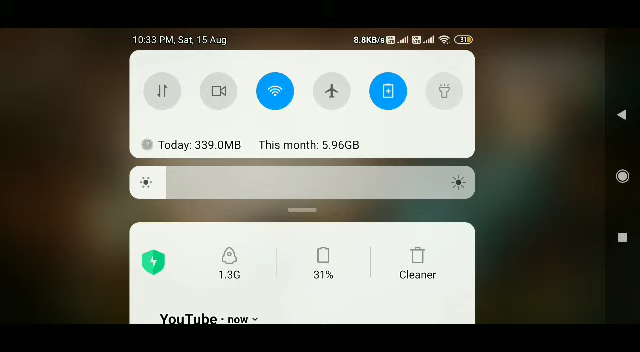 10:33 PM, Sat, 15 Aug 8.8KB/s 31
Today: 339.0MB This month: 5.96GB
1.3G 31% Cleaner
YouTube · now